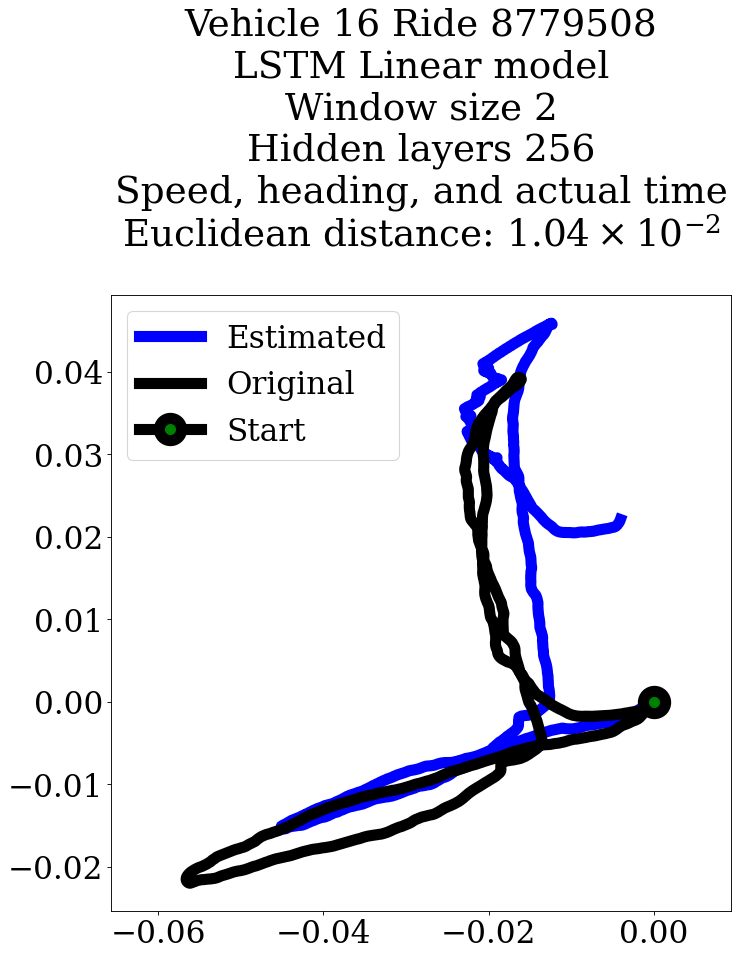 Vehicle 16 Ride 8779508
LSTM Linear model
Window size 2
Hidden layers 256
Speed, heading, and actual time
Euclidean distance: 1.04 × 10⁻²
Estimated
Original
Start
0.04
0.03
0.02
0.01
0.00
−0.01
−0.02
−0.06 −0.04 −0.02 0.00